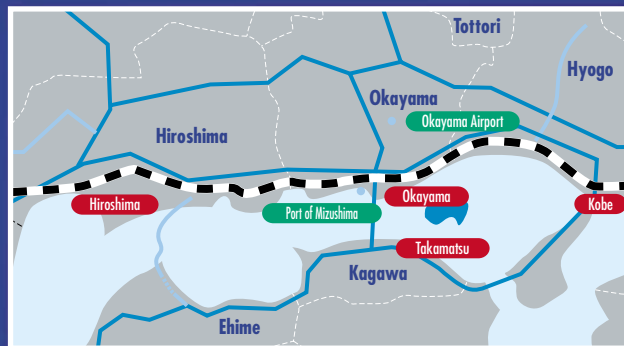 Tottori
Hyogo
Okayama
Okayama Airport
Hiroshima
Hiroshima
Okayama
Kobe
Port of Mizushima
Takamatsu
Kagawa
Ehime